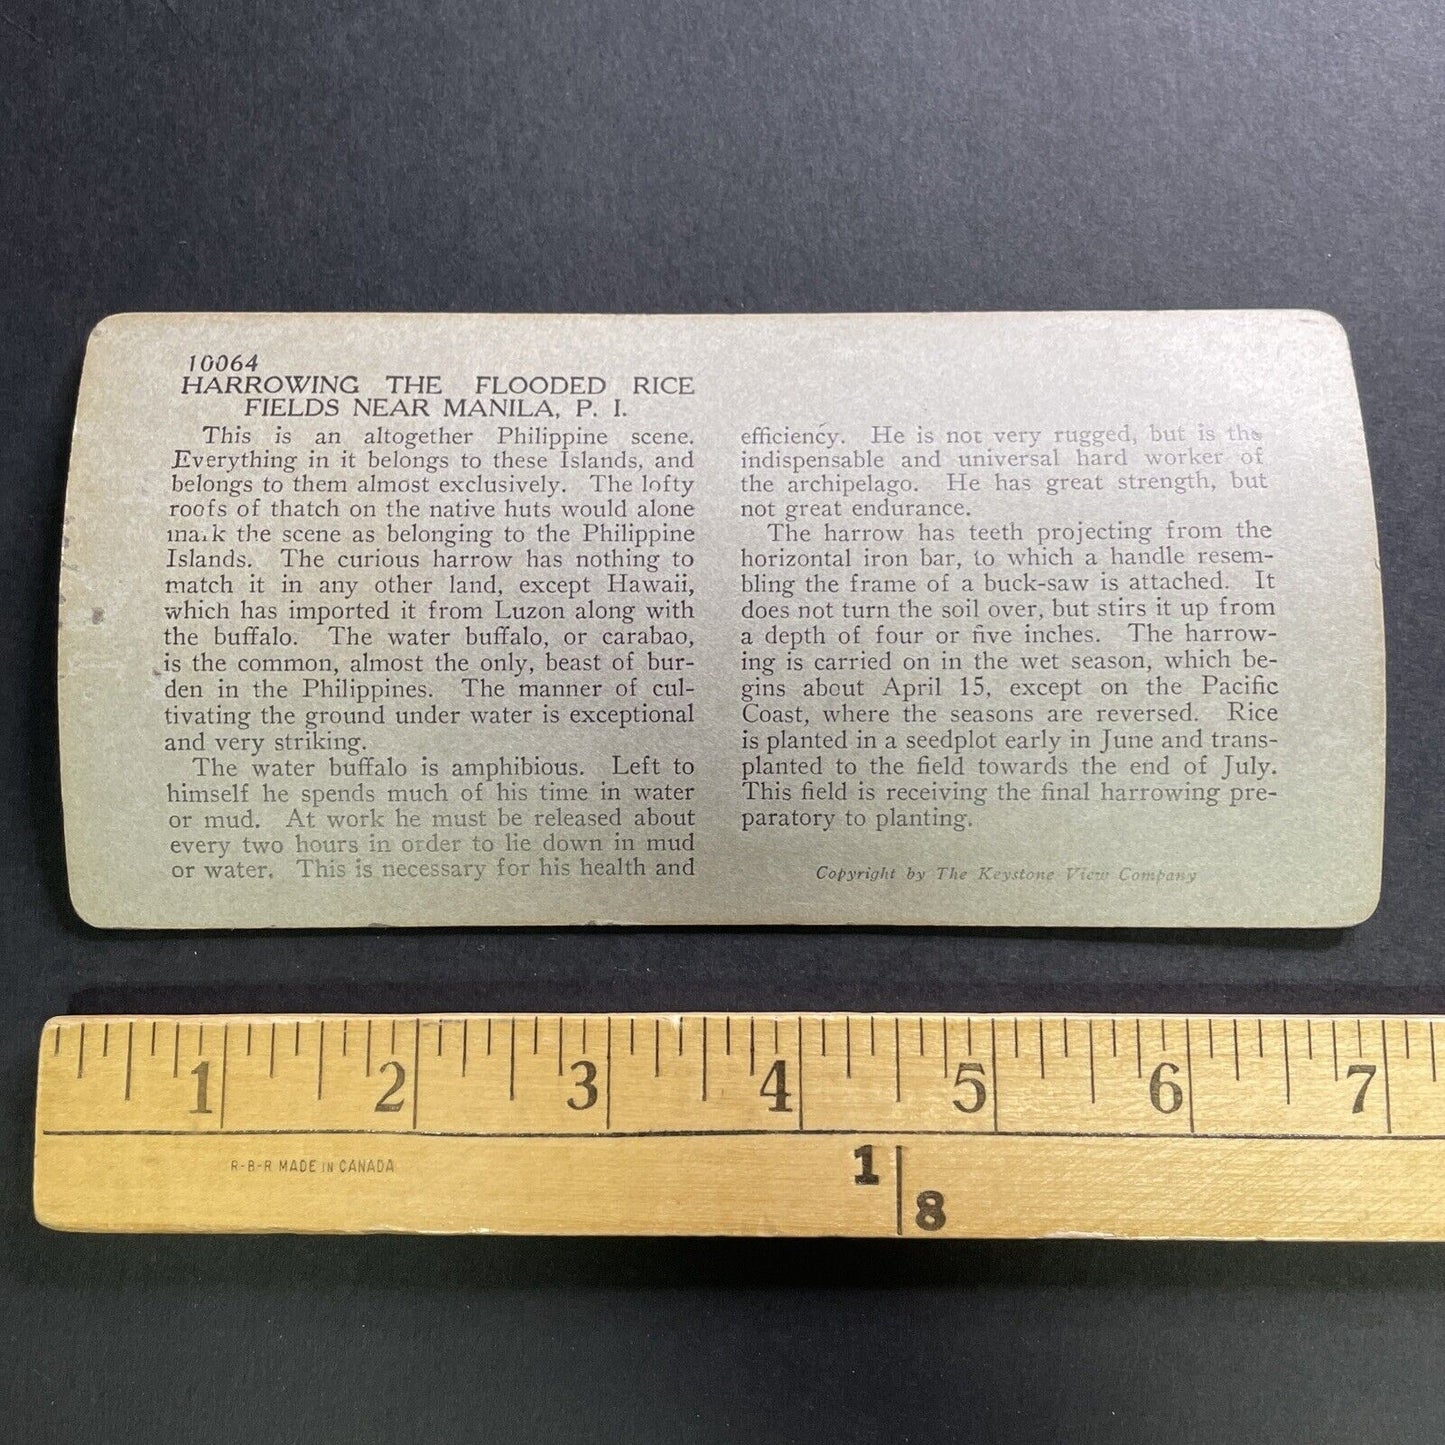 10064
HARROWING THE FLOODED RICE
FIELDS NEAR MANILA, P. I.
This is an altogether Philippine scene.
Everything in it belongs to these Islands, and
belongs to them almost exclusively. The lofty
roofs of thatch on the native huts would alone
mark the scene as belonging to the Philippine
Islands. The curious harrow has nothing to
match it in any other land, except Hawaii,
which has imported it from Luzon along with
the buffalo. The water buffalo, or carabao,
is the common, almost the only, beast of bur-
den in the Philippines. The manner of cul-
tivating the ground under water is exceptional
and very striking.
The water buffalo is amphibious. Left to
himself he spends much of his time in water
or mud. At work he must be released about
every two hours in order to lie down in mud
or water. This is necessary for his health and
efficiency. He is not very rugged, but is the
indispensable and universal hard worker of
the archipelago. He has great strength, but
not great endurance.
The harrow has teeth projecting from the
horizontal iron bar, to which a handle resem-
bling the frame of a buck-saw is attached. It
does not turn the soil over, but stirs it up from
a depth of four or five inches. The harrow-
ing is carried on in the wet season, which be-
gins about April 15, except on the Pacific
Coast, where the seasons are reversed. Rice
is planted in a seedplot early in June and trans-
planted to the field towards the end of July.
This field is receiving the final harrowing pre-
paratory to planting.
Copyright by The Keystone View Company
1 2 3 4 5 6 7
R-B-R MADE IN CANADA
1
8